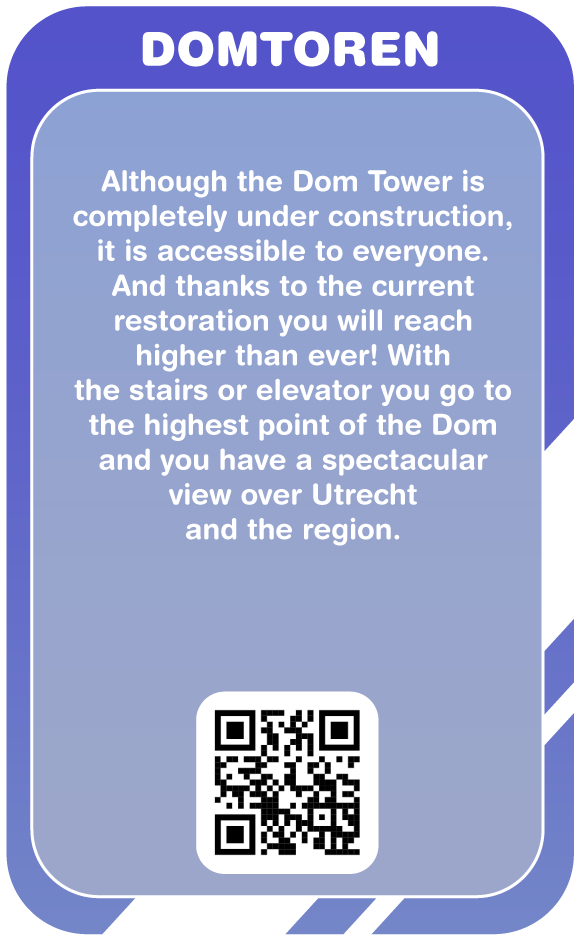 DOMTOREN
Although the Dom Tower is
completely under construction,
it is accessible to everyone.
And thanks to the current
restoration you will reach
higher than ever! With
the stairs or elevator you go to
the highest point of the Dom
and you have a spectacular
view over Utrecht
and the region.